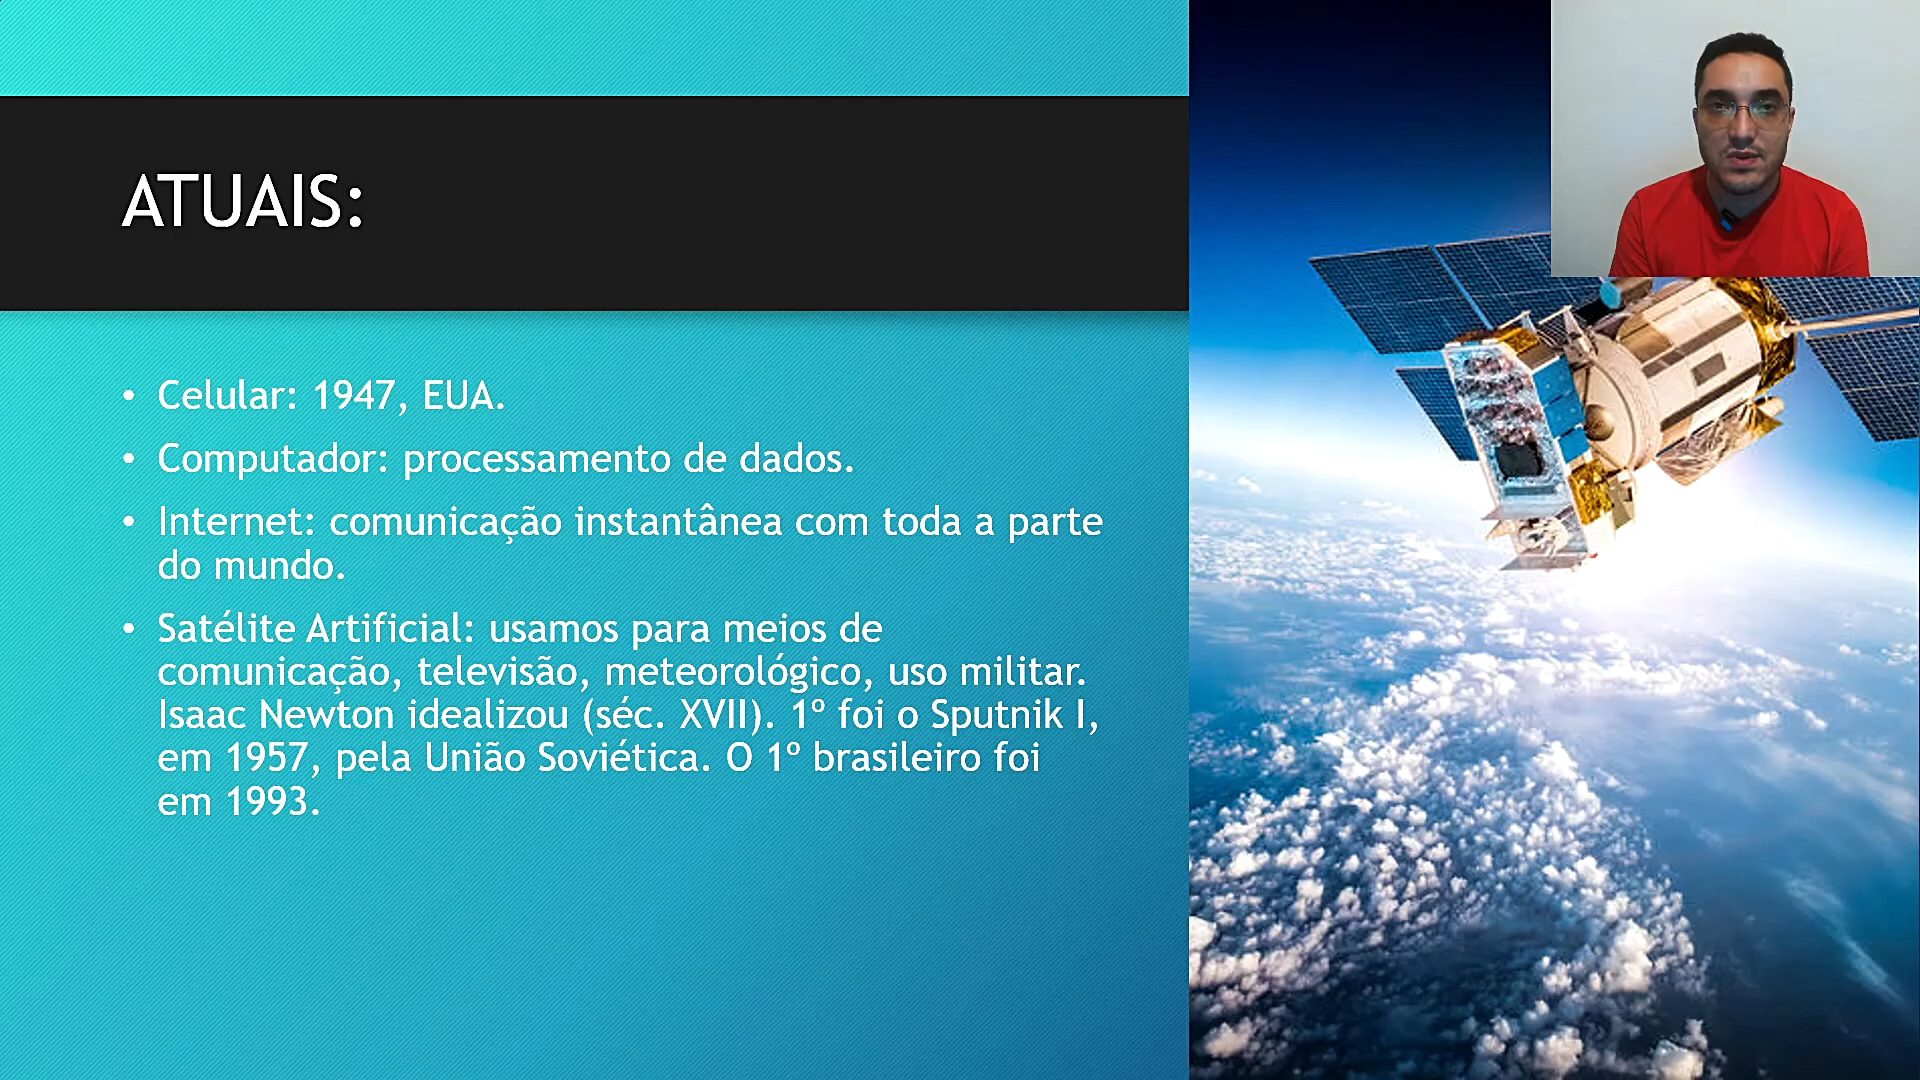 ATUAIS:
• Celular: 1947, EUA.
• Computador: processamento de dados.
• Internet: comunicação instantânea com toda a parte
do mundo.
• Satélite Artificial: usamos para meios de
comunicação, televisão, meteorológico, uso militar.
Isaac Newton idealizou (séc. XVII). 1º foi o Sputnik I,
em 1957, pela União Soviética. O 1º brasileiro foi
em 1993.